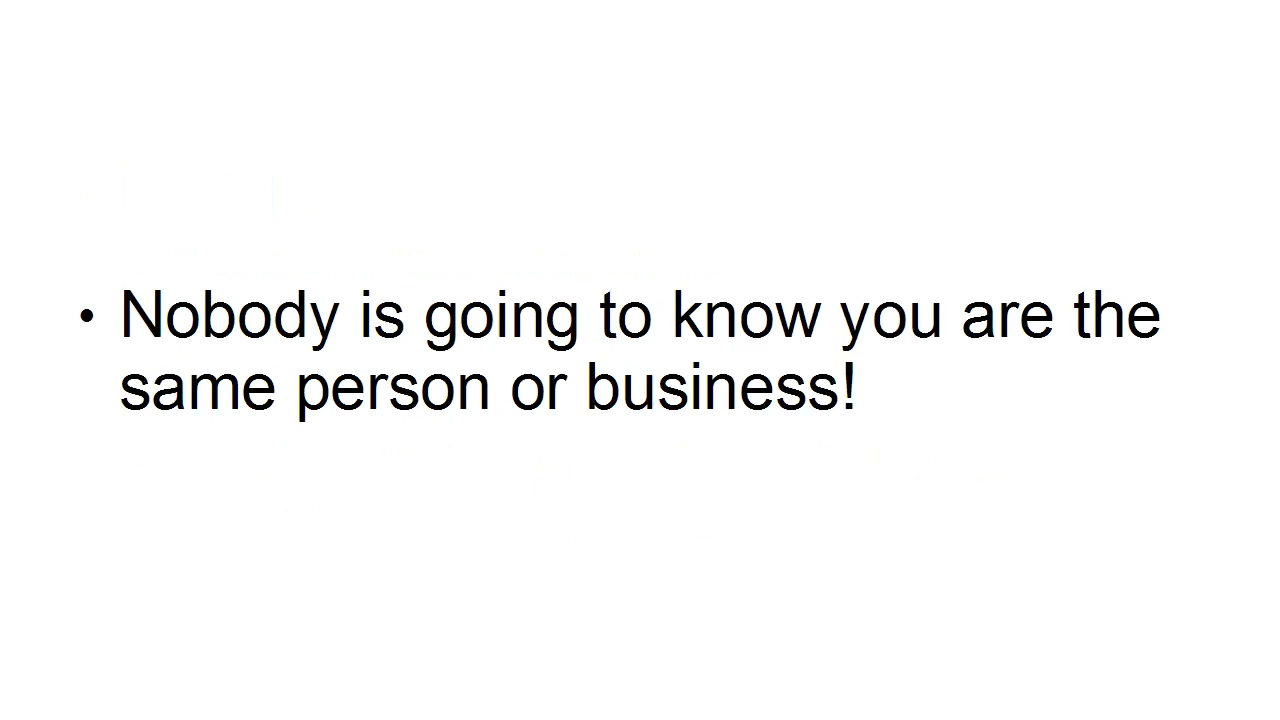 • Nobody is going to know you are the
same person or business!